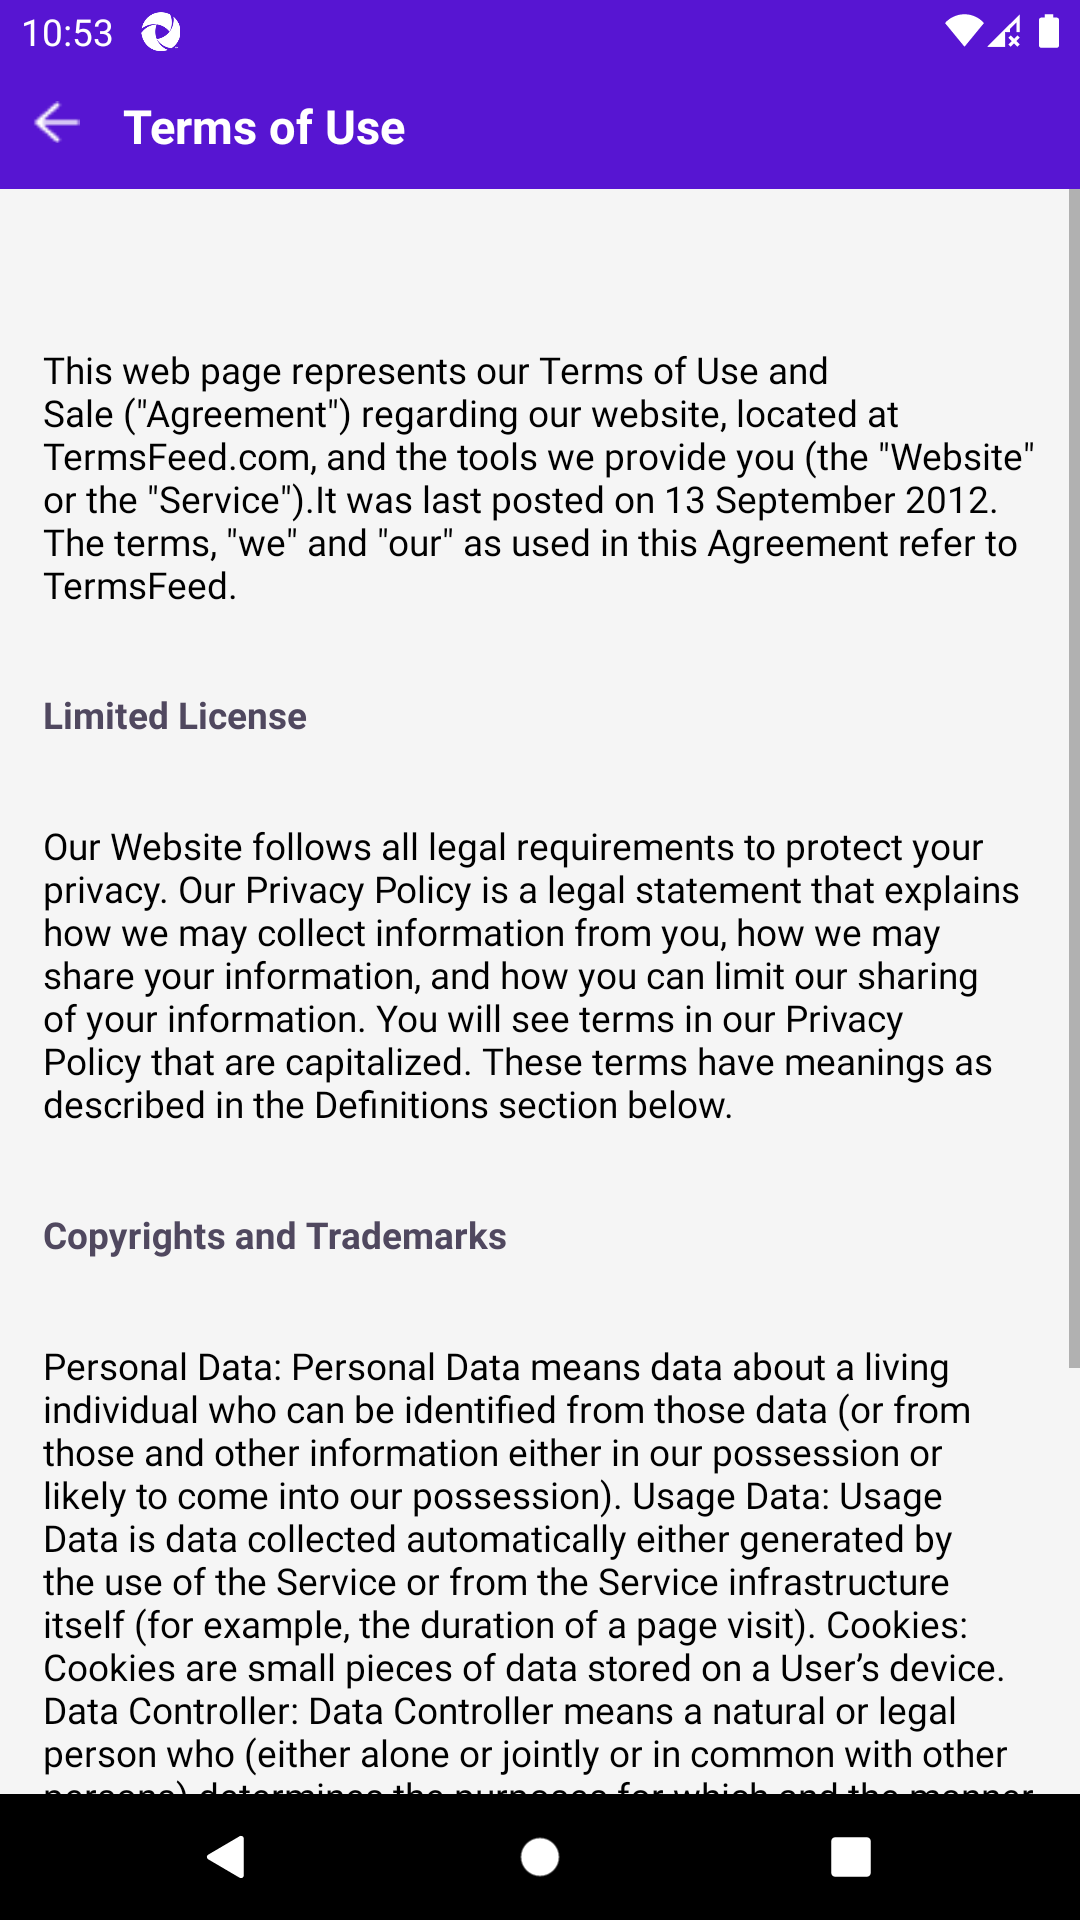 10:53
Terms of Use
This web page represents our Terms of Use and
Sale ("Agreement") regarding our website, located at
TermsFeed.com, and the tools we provide you (the "Website"
or the "Service").It was last posted on 13 September 2012.
The terms, "we" and "our" as used in this Agreement refer to
TermsFeed.
Limited License
Our Website follows all legal requirements to protect your
privacy. Our Privacy Policy is a legal statement that explains
how we may collect information from you, how we may
share your information, and how you can limit our sharing
of your information. You will see terms in our Privacy
Policy that are capitalized. These terms have meanings as
described in the Definitions section below.
Copyrights and Trademarks
Personal Data: Personal Data means data about a living
individual who can be identified from those data (or from
those and other information either in our possession or
likely to come into our possession). Usage Data: Usage
Data is data collected automatically either generated by
the use of the Service or from the Service infrastructure
itself (for example, the duration of a page visit). Cookies:
Cookies are small pieces of data stored on a User’s device.
Data Controller: Data Controller means a natural or legal
person who (either alone or jointly or in common with other
persons) determines the purposes for which and the manner